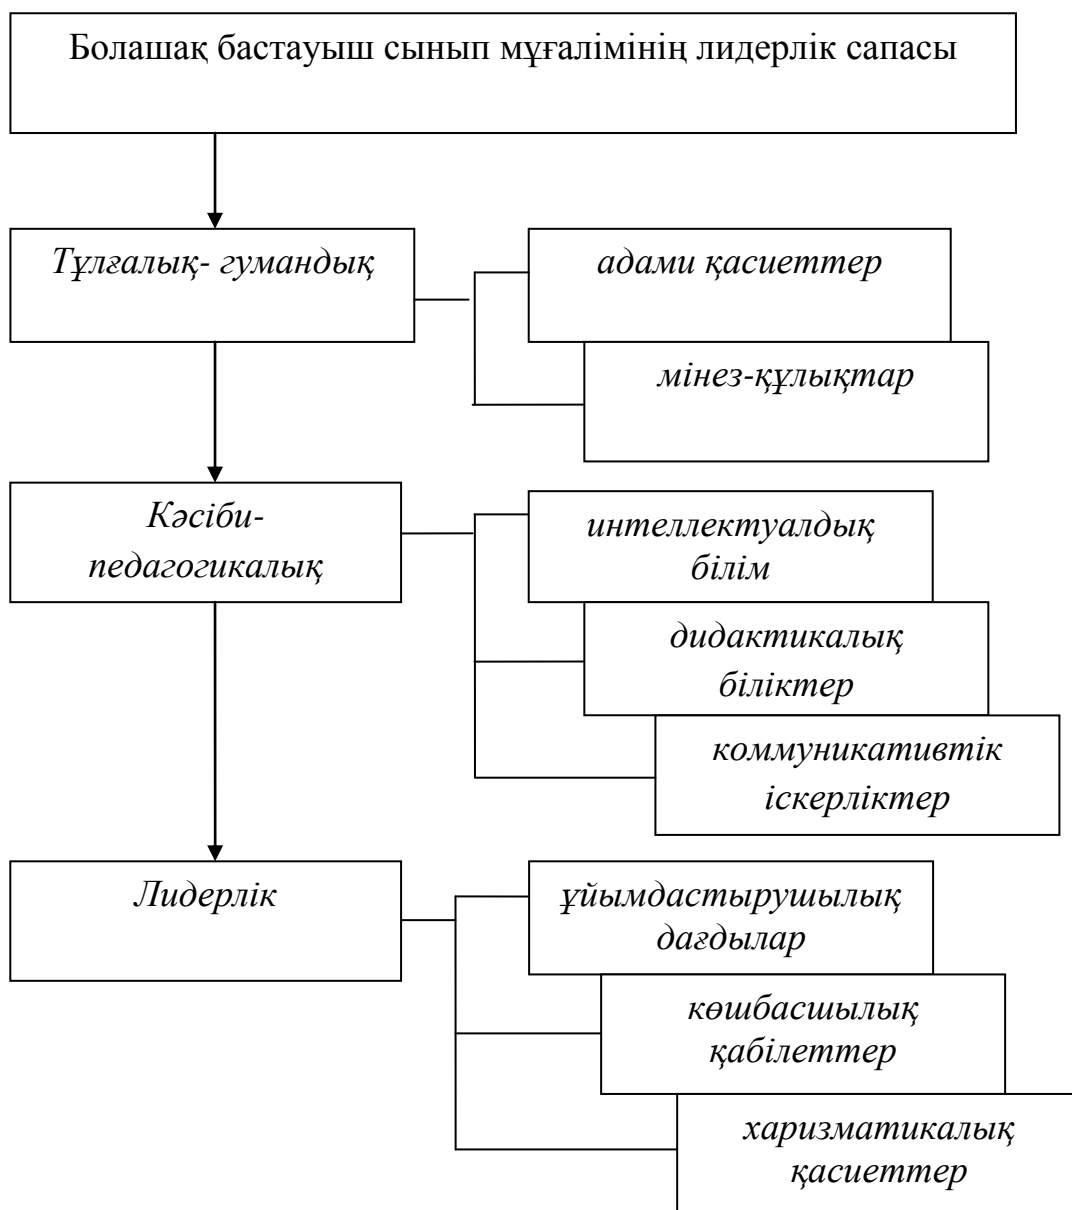 Болашақ бастауыш сынып мұғалімінің лидерлік сапасы
Тұлғалық- гумандық
адами қасиеттер
мінез-құлықтар
Кәсіби-
педагогикалық
интеллектуалдық
білім
дидактикалық
біліктер
коммуникативтік
іскерліктер
Лидерлік
ұйымдастырушылық
дағдылар
көшбасшылық
қабілеттер
харизматикалық
қасиеттер